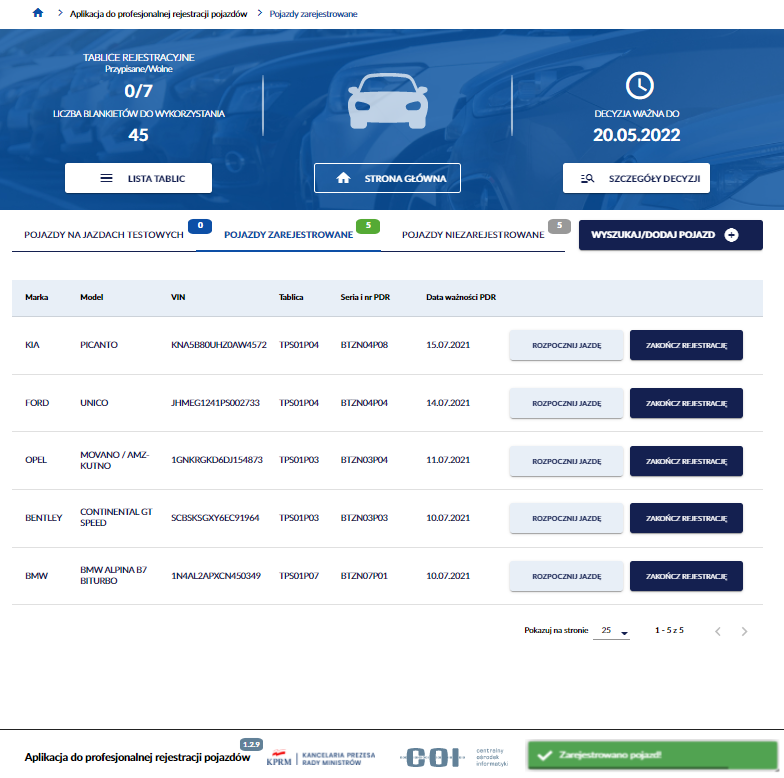 Aplikacja do profesjonalnej rejestracji pojazdów > Pojazdy zarejestrowane
TABLICE REJESTRACYJNE
Przypisane/Wolne
0/7
LICZBA BLANKIETÓW DO WYKORZYSTANIA
45
DECYZJA WAŻNA DO
20.05.2022
LISTA TABLIC STRONA GŁÓWNA SZCZEGÓŁY DECYZJI
POJAZDY NA JAZDACH TESTOWYCH 0 POJAZDY ZAREJESTROWANE 5 POJAZDY NIEZAREJESTROWANE 5 WYSZUKAJ/DODAJ POJAZD
Marka Model VIN Tablica Seria i nr PDR Data ważności PDR
KIA PICANTO KNA5B80UHZ0AW4572 TPS01P04 BTZN04P08 15.07.2021 ROZPOCZNIJ JAZDĘ ZAKOŃCZ REJESTRACJĘ
FORD UNICO JHMEG1241PS002733 TPS01P04 BTZN04P04 14.07.2021 ROZPOCZNIJ JAZDĘ ZAKOŃCZ REJESTRACJĘ
OPEL MOVANO / AMZ-
KUTNO 1GNKRGKD6DJ154873 TPS01P03 BTZN03P04 11.07.2021 ROZPOCZNIJ JAZDĘ ZAKOŃCZ REJESTRACJĘ
BENTLEY CONTINENTAL GT
SPEED SCBSKSGXY6EC91964 TPS01P03 BTZN03P03 10.07.2021 ROZPOCZNIJ JAZDĘ ZAKOŃCZ REJESTRACJĘ
BMW BMW ALPINA B7
BITURBO 1N4AL2APXCN450349 TPS01P07 BTZN07P01 10.07.2021 ROZPOCZNIJ JAZDĘ ZAKOŃCZ REJESTRACJĘ
Pokazuj na stronie 25 1 - 5 z 5
Aplikacja do profesjonalnej rejestracji pojazdów 1.2.9
KPRM KANCELARIA PREZESA
RADY MINISTRÓW
COI centralny
ośrodek
informatyki
Zarejestrowano pojazd!